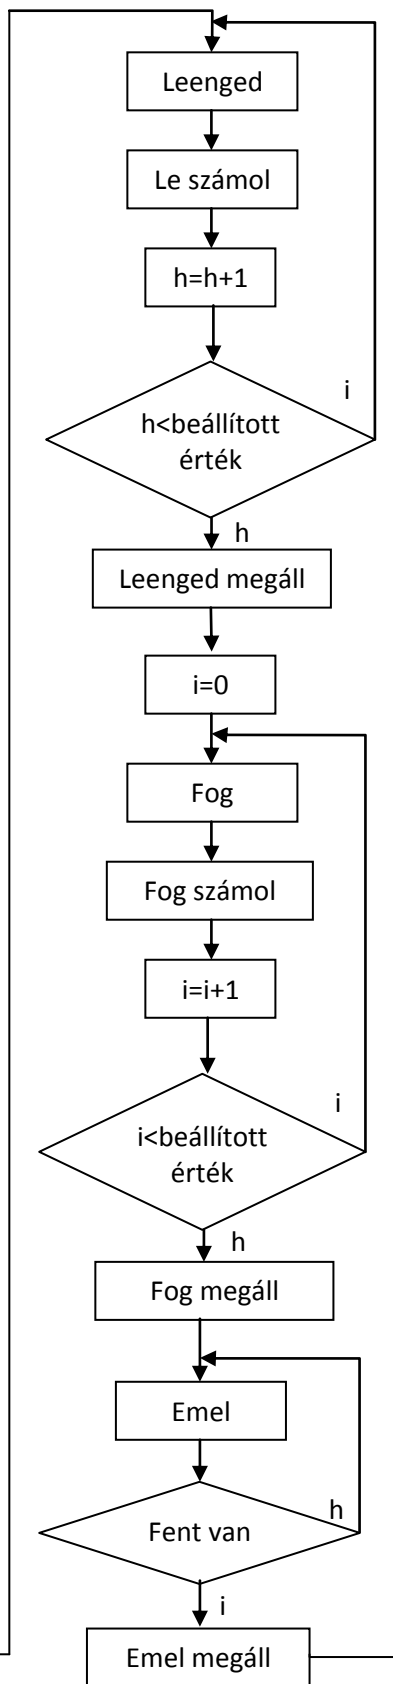 Leenged
Le számol
h=h+1
i
h<beállított
érték
h
Leenged megáll
i=0
Fog
Fog számol
i=i+1
i
i<beállított
érték
h
Fog megáll
Emel
h
Fent van
i
Emel megáll